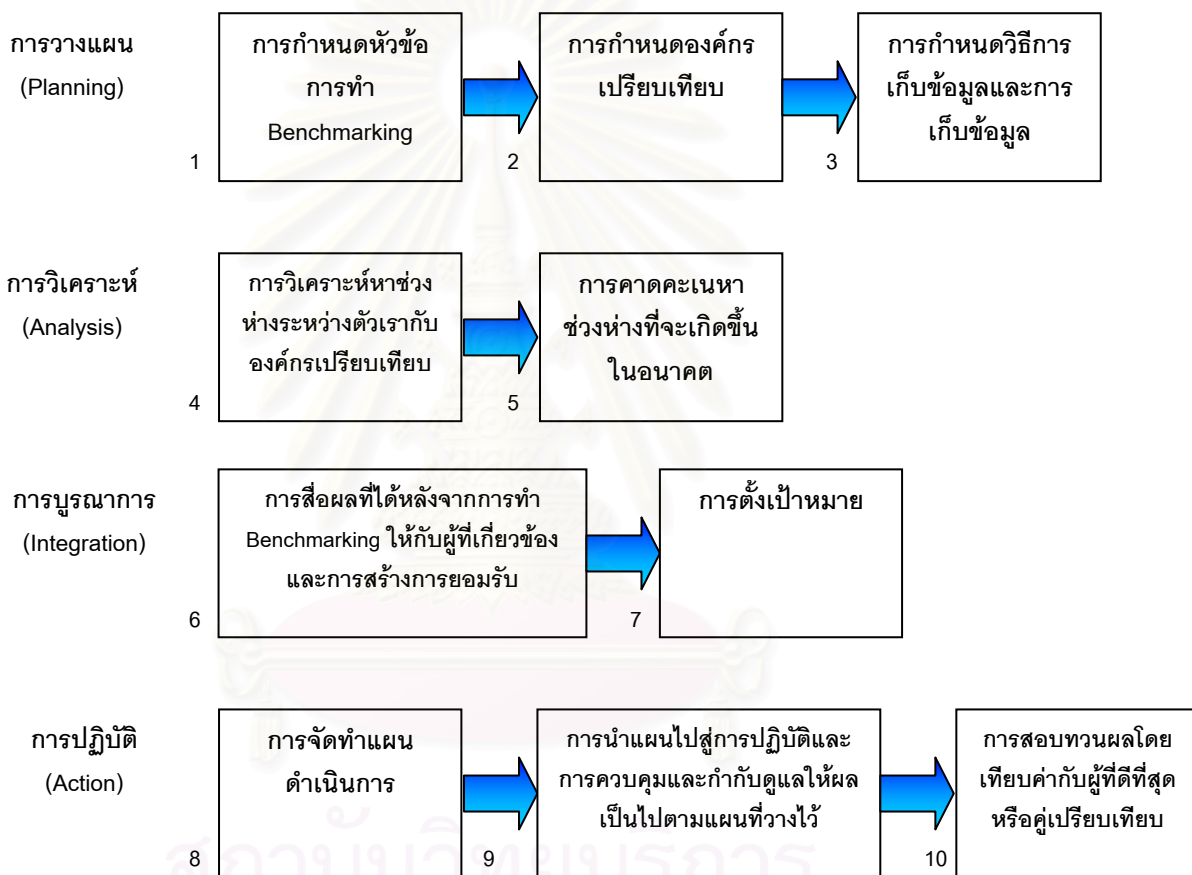 การวางแผน
(Planning)
การกำหนดหัวข้อ
การทำ
Benchmarking
1
การกำหนดองค์กร
เปรียบเทียบ
2
การกำหนดวิธีการ
เก็บข้อมูลและการ
เก็บข้อมูล
3
การวิเคราะห์
(Analysis)
การวิเคราะห์หาช่วง
ห่างระหว่างตัวเรากับ
องค์กรเปรียบเทียบ
4
การคาดคะเนหา
ช่วงห่างที่จะเกิดขึ้น
ในอนาคต
5
การบูรณาการ
(Integration)
การสื่อผลที่ได้หลังจากการทำ
Benchmarking ให้กับผู้ที่เกี่ยวข้อง
และการสร้างการยอมรับ
6
การตั้งเป้าหมาย
7
การปฏิบัติ
(Action)
การจัดทำแผน
ดำเนินการ
8
การนำแผนไปสู่การปฏิบัติและ
การควบคุมและกำกับดูแลให้ผล
เป็นไปตามแผนที่วางไว้
9
การสอบทวนผลโดย
เทียบค่ากับผู้ที่ดีที่สุด
หรือคู่เปรียบเทียบ
10
สถาบันวิทยบริการ